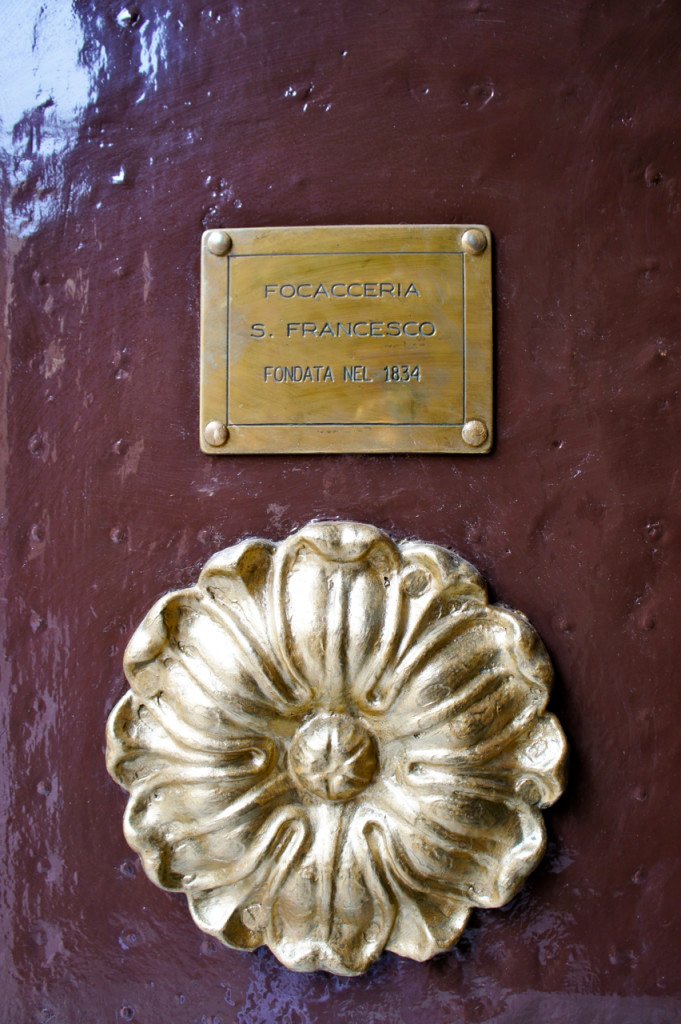 FOCACCERIA
S. FRANCESCO
FONDATA NEL 1834